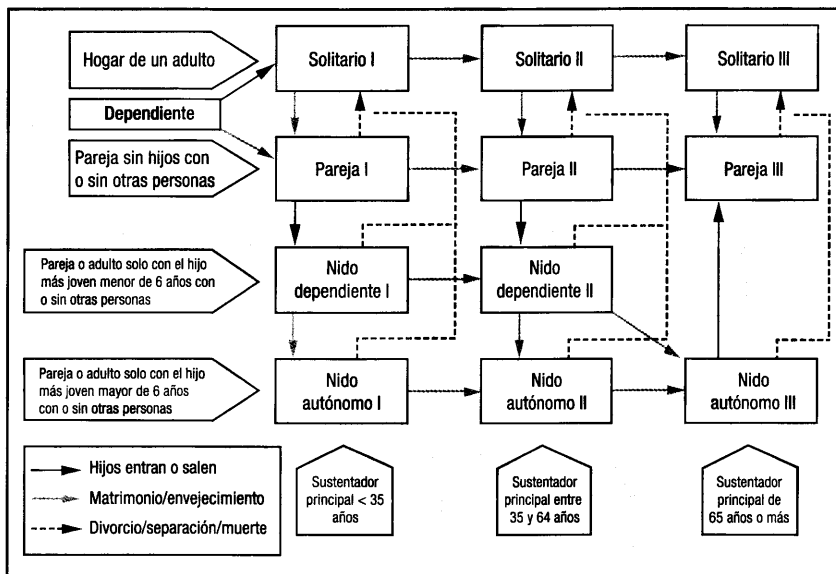 Hogar de un adulto
Solitario I
Solitario II
Solitario III
Dependiente
Pareja sin hijos con
o sin otras personas
Pareja I
Pareja II
Pareja III
Pareja o adulto solo con el hijo
más joven menor de 6 años con
o sin otras personas
Nido
dependiente I
Nido
dependiente II
Pareja o adulto solo con el hijo
más joven mayor de 6 años
con o sin otras personas
Nido
autónomo I
Nido
autónomo II
Nido
autónomo III
Hijos entran o salen
Matrimonio/envejecimiento
Divorcio/separación/muerte
Sustentador
principal < 35
años
Sustentador
principal entre
35 y 64 años
Sustentador
principal de
65 años o más